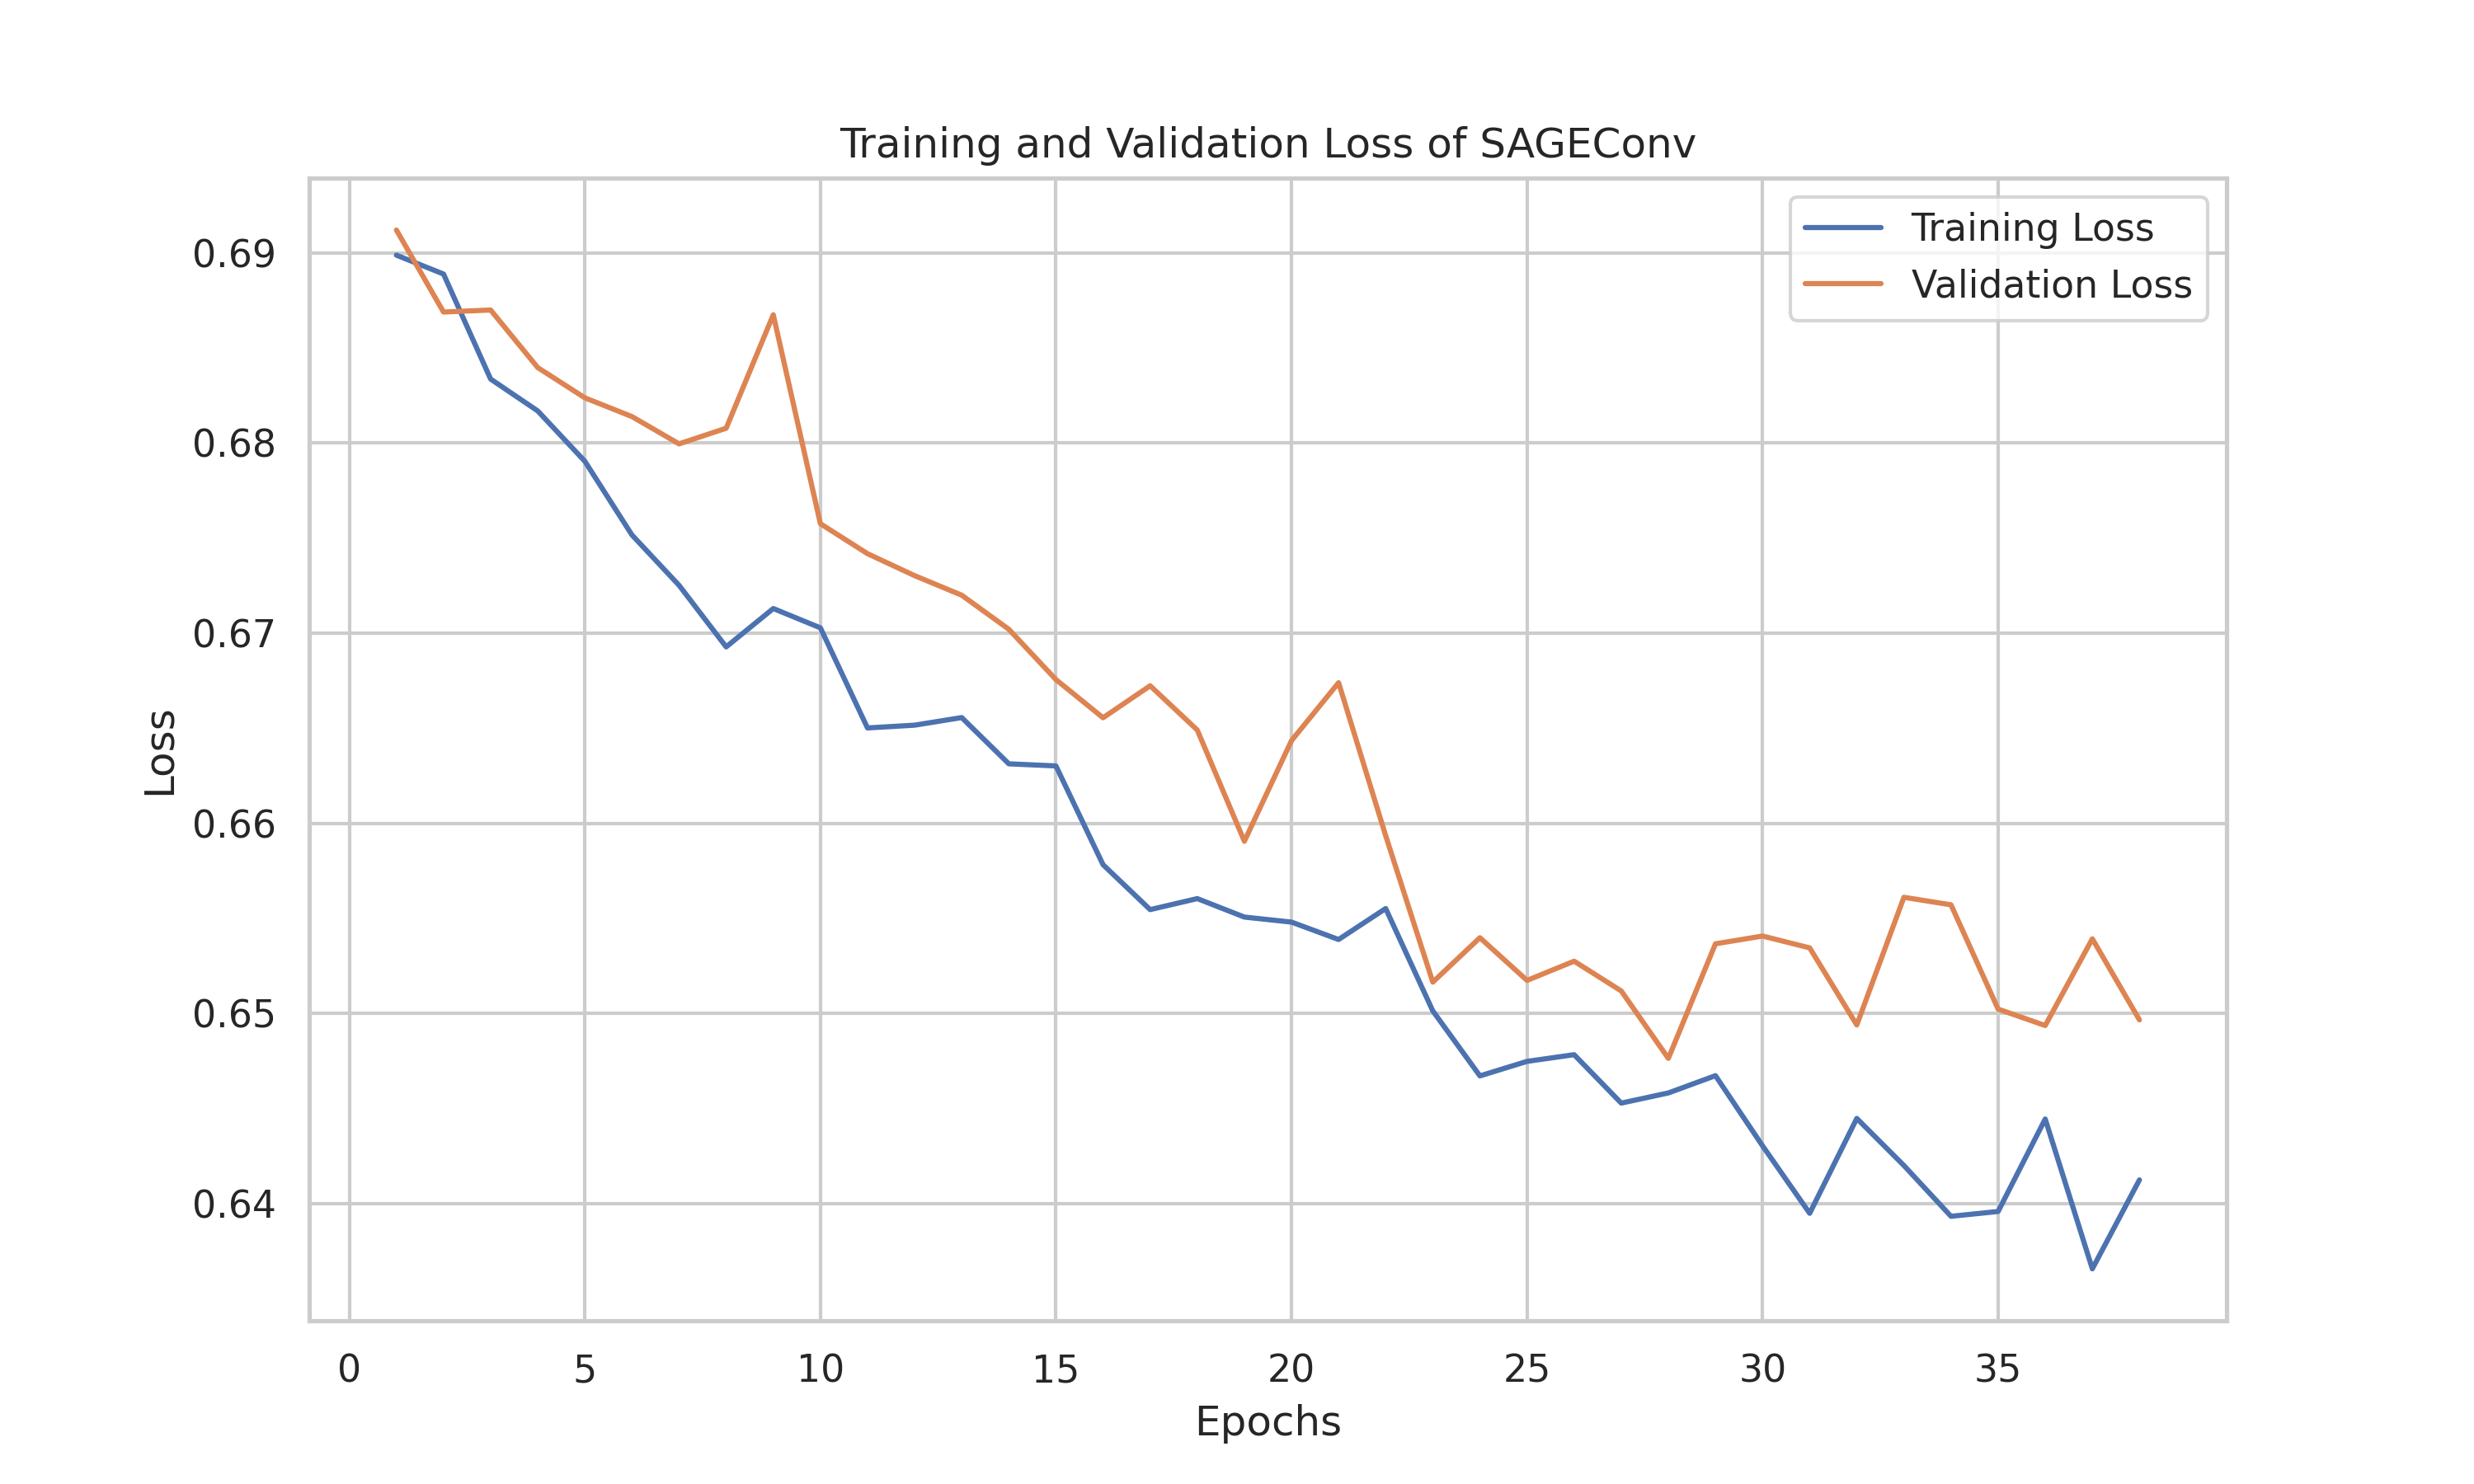 Training and Validation Loss of SAGEConv
Training Loss
Validation Loss
Loss
0.69
0.68
0.67
0.66
0.65
0.64
0 5 10 15 20 25 30 35
Epochs